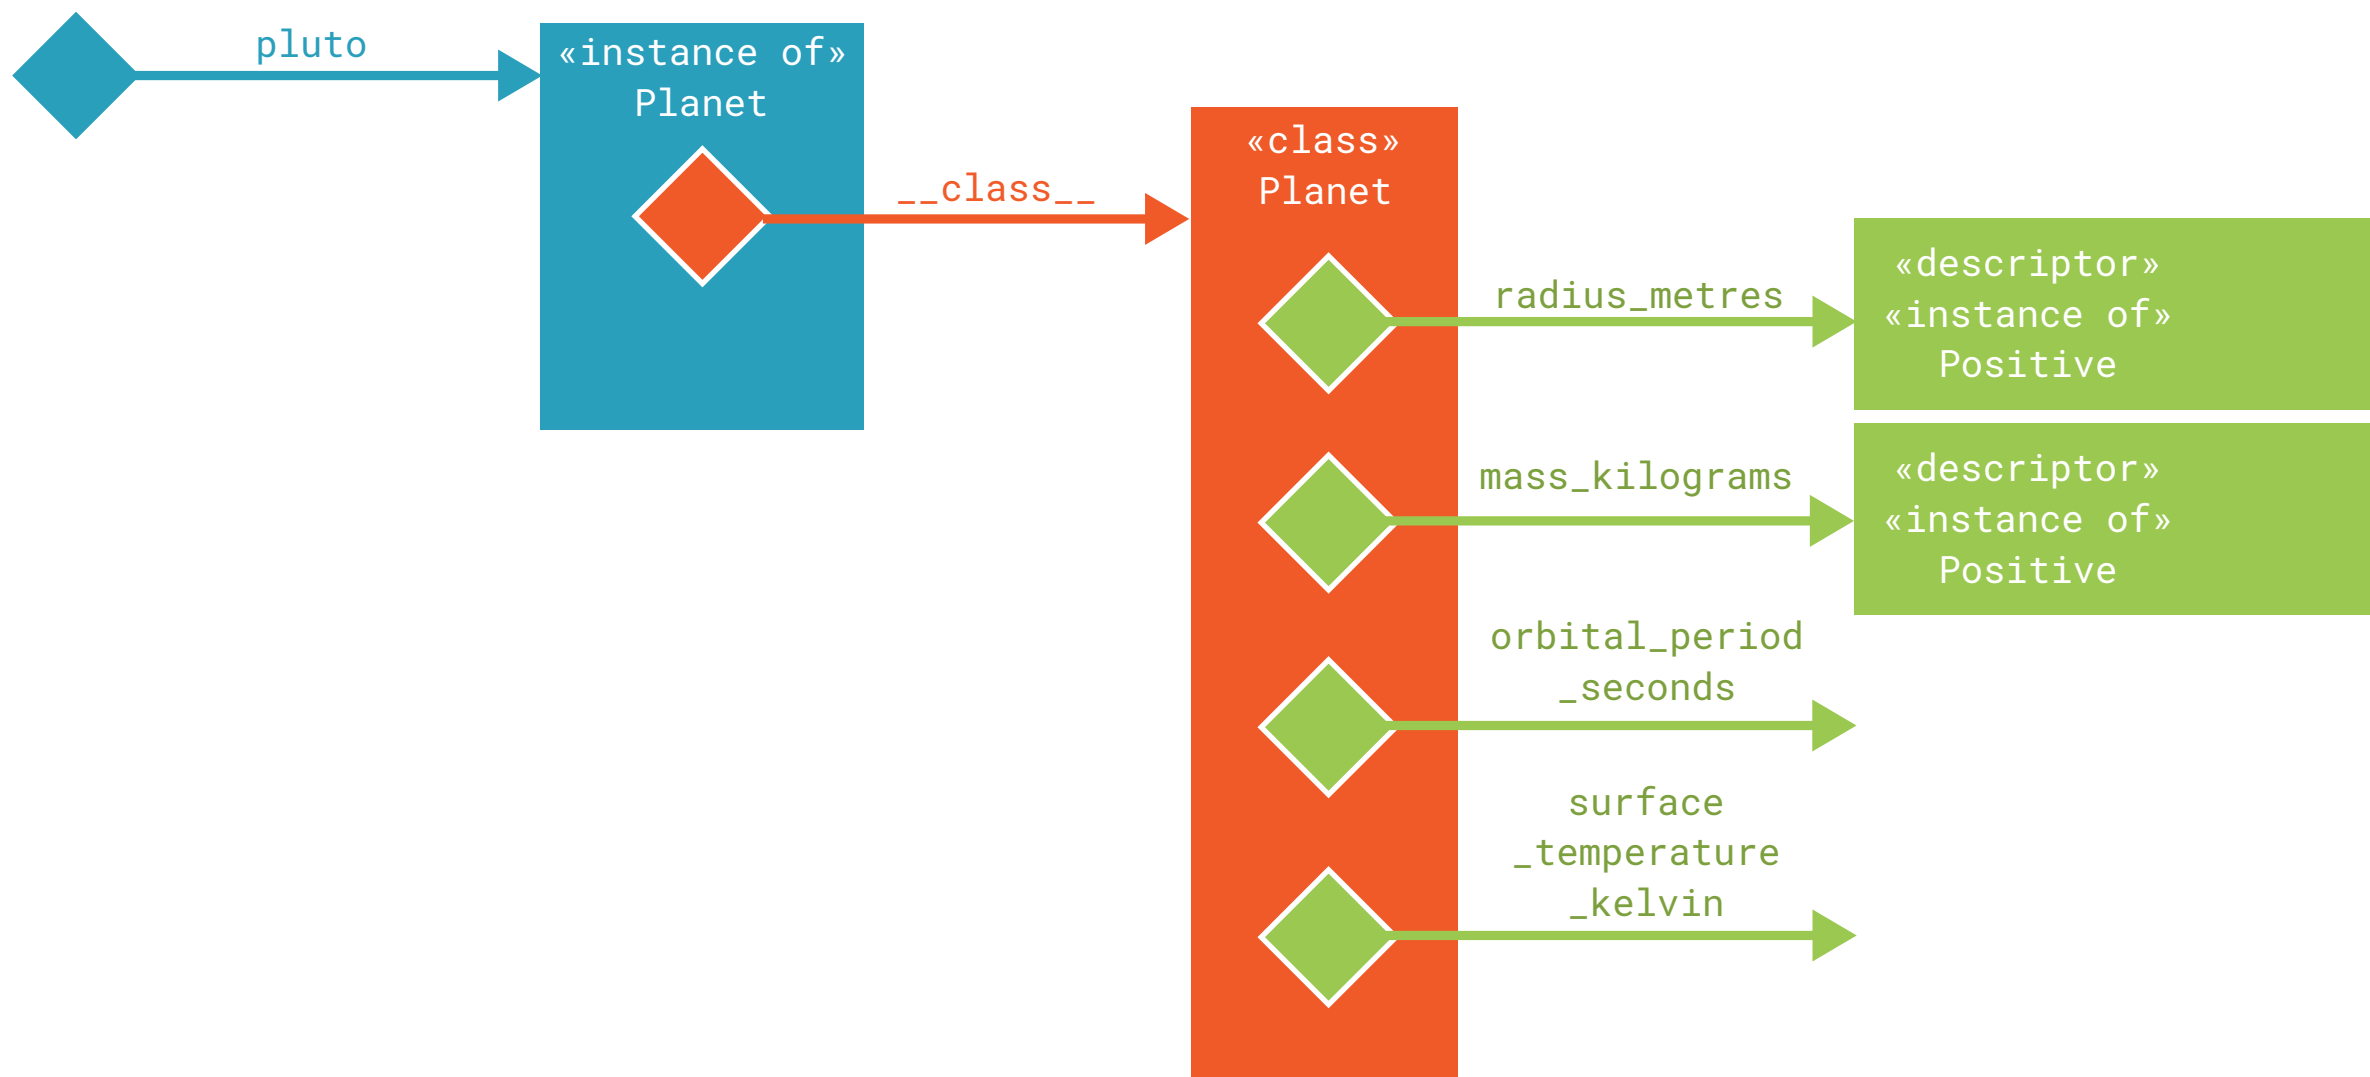 pluto
«instance of»
Planet
__class__
«class»
Planet
radius_metres
«descriptor»
«instance of»
Positive
mass_kilograms
«descriptor»
«instance of»
Positive
orbital_period
_seconds
surface
_temperature
_kelvin